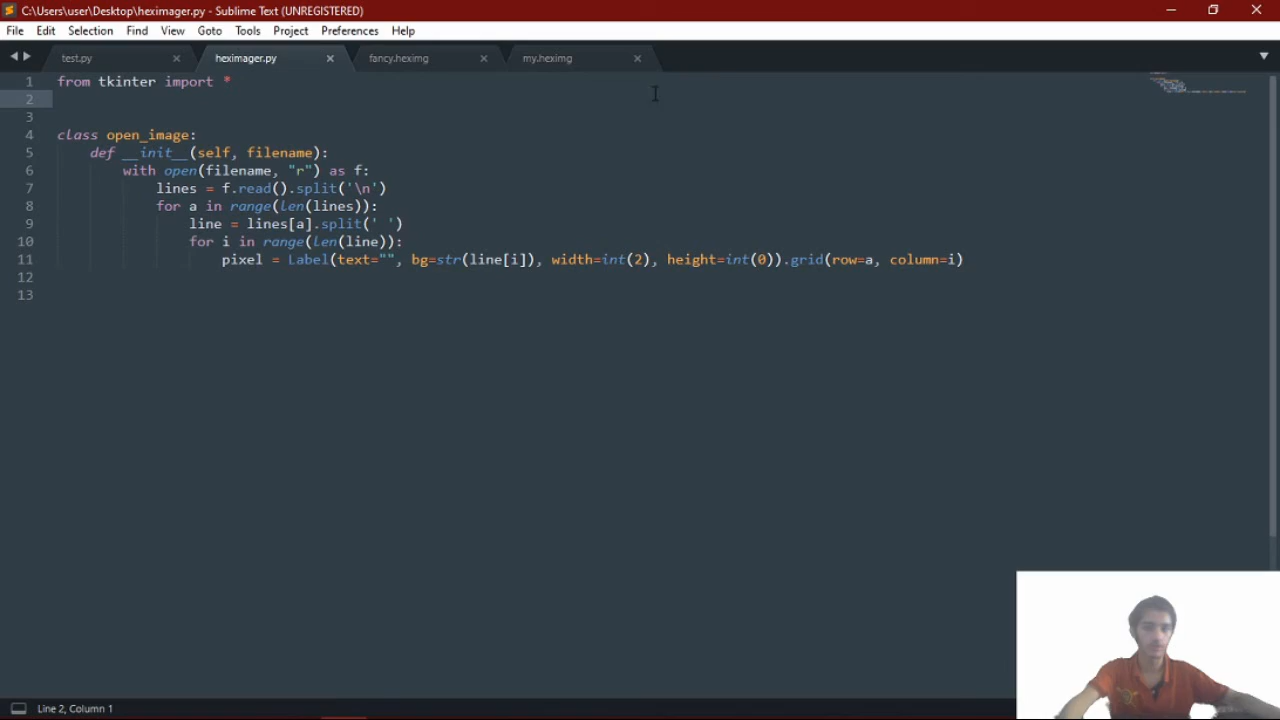 C:\Users\user\Desktop\heximager.py - Sublime Text (UNREGISTERED)
File Edit Selection Find View Goto Tools Project Preferences Help
test.py heximager.py fancy.heximg my.heximg
1 from tkinter import *
2
3
4 class open_image:
5 def __init__(self, filename):
6 with open(filename, "r") as f:
7 lines = f.read().split('\n')
8 for a in range(len(lines)):
9 line = lines[a].split(' ')
10 for i in range(len(line)):
11 pixel = Label(text="", bg=str(line[i]), width=int(2), height=int(0)).grid(row=a, column=i)
12
13
Line 2, Column 1